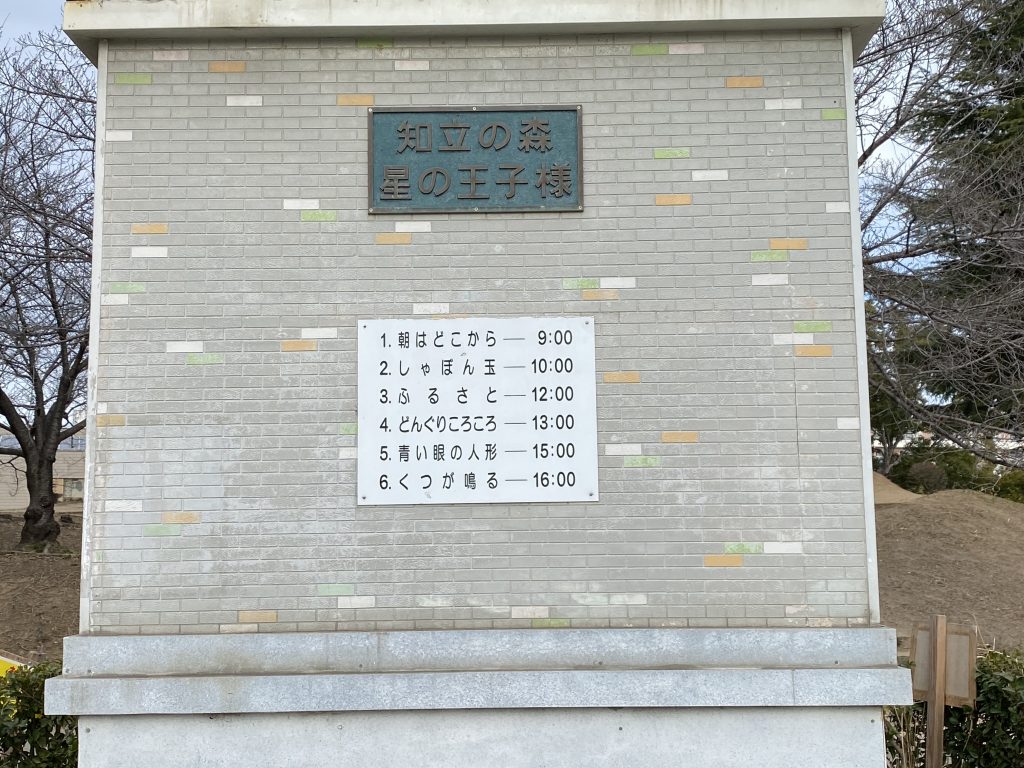 知立の森
星の王子様
1. 朝はどこから — 9:00
2. しゃぼん玉 — 10:00
3. ふるさと — 12:00
4. どんぐりころころ — 13:00
5. 青い眼の人形 — 15:00
6. くつが鳴る — 16:00